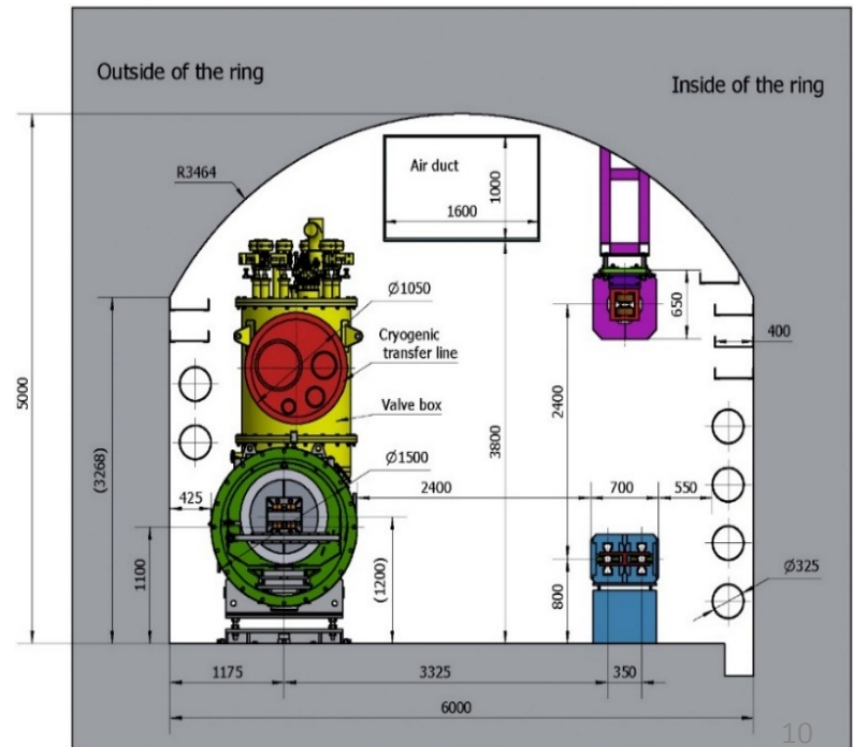 Outside of the ring
Inside of the ring
R3464
Air duct
1000
1600
Ø1050
Cryogenic
transfer line
Valve box
Ø1500
650
400
5000
(3268)
2400
3800
425
2400
700
550
1100
(1200)
800
Ø325
1175
3325
350
6000
10